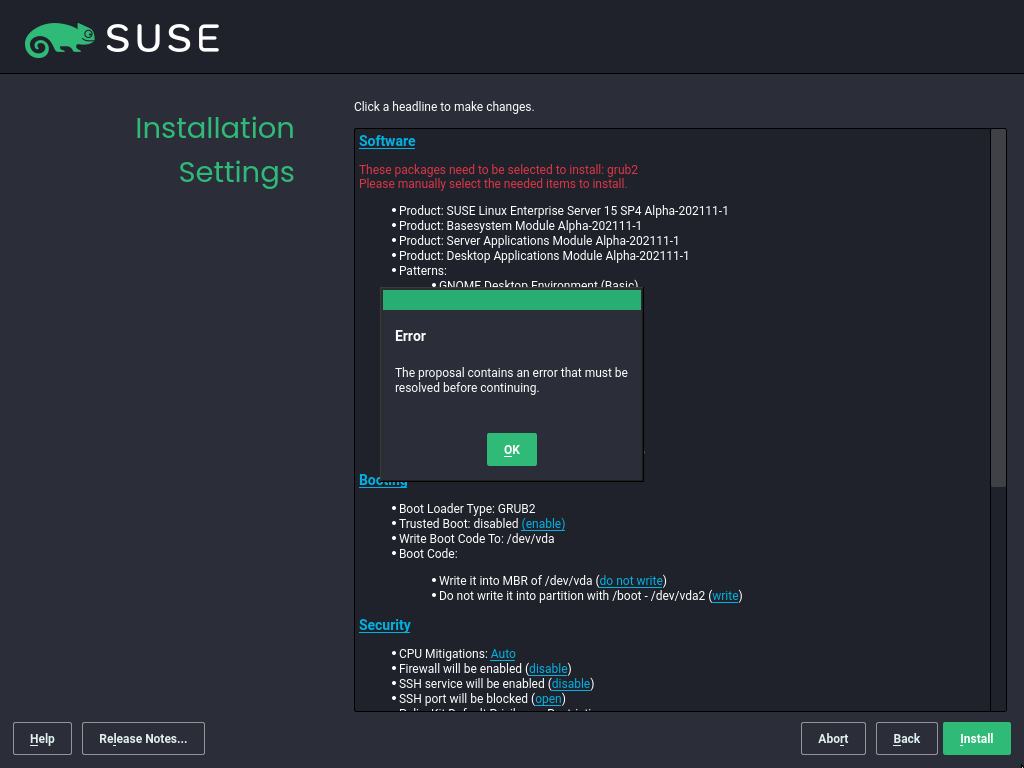 SUSE
Installation
Settings
Click a headline to make changes.
Software
These packages need to be selected to install: grub2
Please manually select the needed items to install.
• Product: SUSE Linux Enterprise Server 15 SP4 Alpha-202111-1
• Product: Basesystem Module Alpha-202111-1
• Product: Server Applications Module Alpha-202111-1
• Product: Desktop Applications Module Alpha-202111-1
• Patterns:
• GNOME Desktop Environment (Basic)
Error
The proposal contains an error that must be
resolved before continuing.
OK
Booting
• Boot Loader Type: GRUB2
• Trusted Boot: disabled (enable)
• Write Boot Code To: /dev/vda
• Boot Code:
• Write it into MBR of /dev/vda (do not write)
• Do not write it into partition with /boot - /dev/vda2 (write)
Security
• CPU Mitigations: Auto
• Firewall will be enabled (disable)
• SSH service will be enabled (disable)
• SSH port will be blocked (open)
Help
Release Notes...
Abort
Back
Install